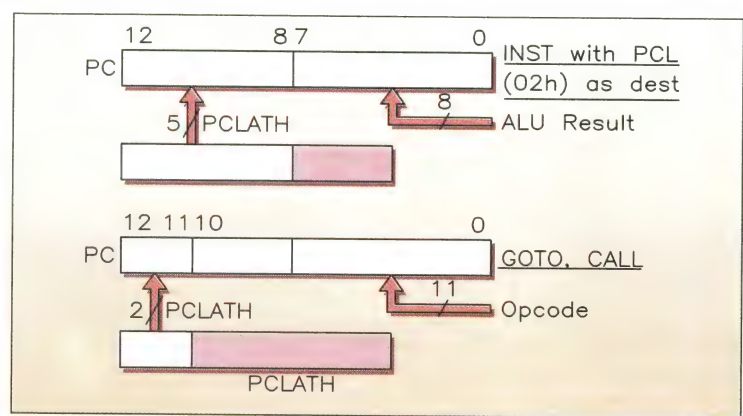 12 8 7 0
PC
INST with PCL
(02h) as dest
8
5 PCLATH
ALU Result
12 11 10 0
PC
GOTO, CALL
11
2 PCLATH
Opcode
PCLATH